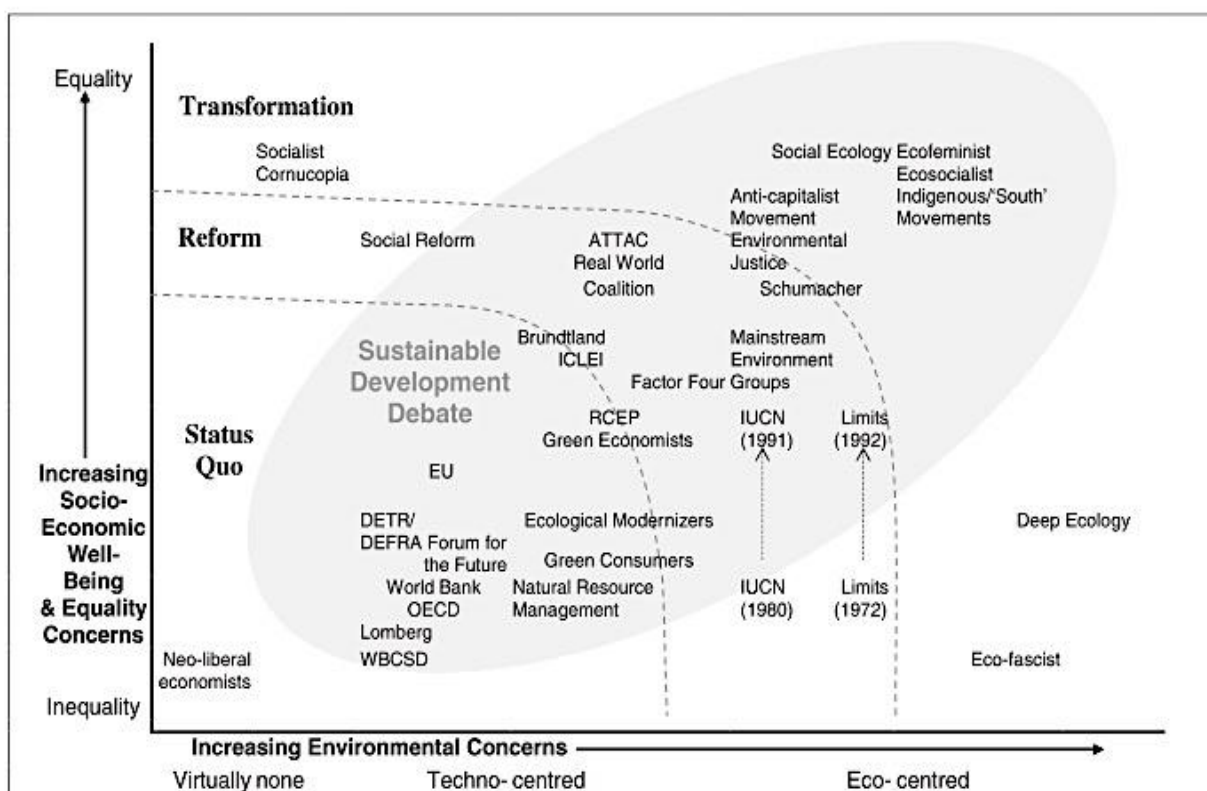 Equality
Transformation
Socialist
Cornucopia
Social Ecology Ecofeminist
Ecosocialist
Indigenous/'South'
Movements
Anti-capitalist
Movement
Environmental
Justice
Reform
Social Reform
ATTAC
Real World
Coalition
Schumacher
Brundtland
ICLEI
Mainstream
Environment
Sustainable
Development
Debate
Factor Four Groups
Status
Quo
RCEP
Green Economists
IUCN
(1991)
Limits
(1992)
EU
Increasing
Socio-
Economic
Well-
Being
& Equality
Concerns
DETR/
DEFRA Forum for
the Future
Ecological Modernizers
Deep Ecology
Green Consumers
World Bank
OECD
Natural Resource
Management
IUCN
(1980)
Limits
(1972)
Lomberg
WBCSD
Neo-liberal
economists
Eco-fascist
Inequality
Increasing Environmental Concerns
Virtually none
Techno- centred
Eco- centred